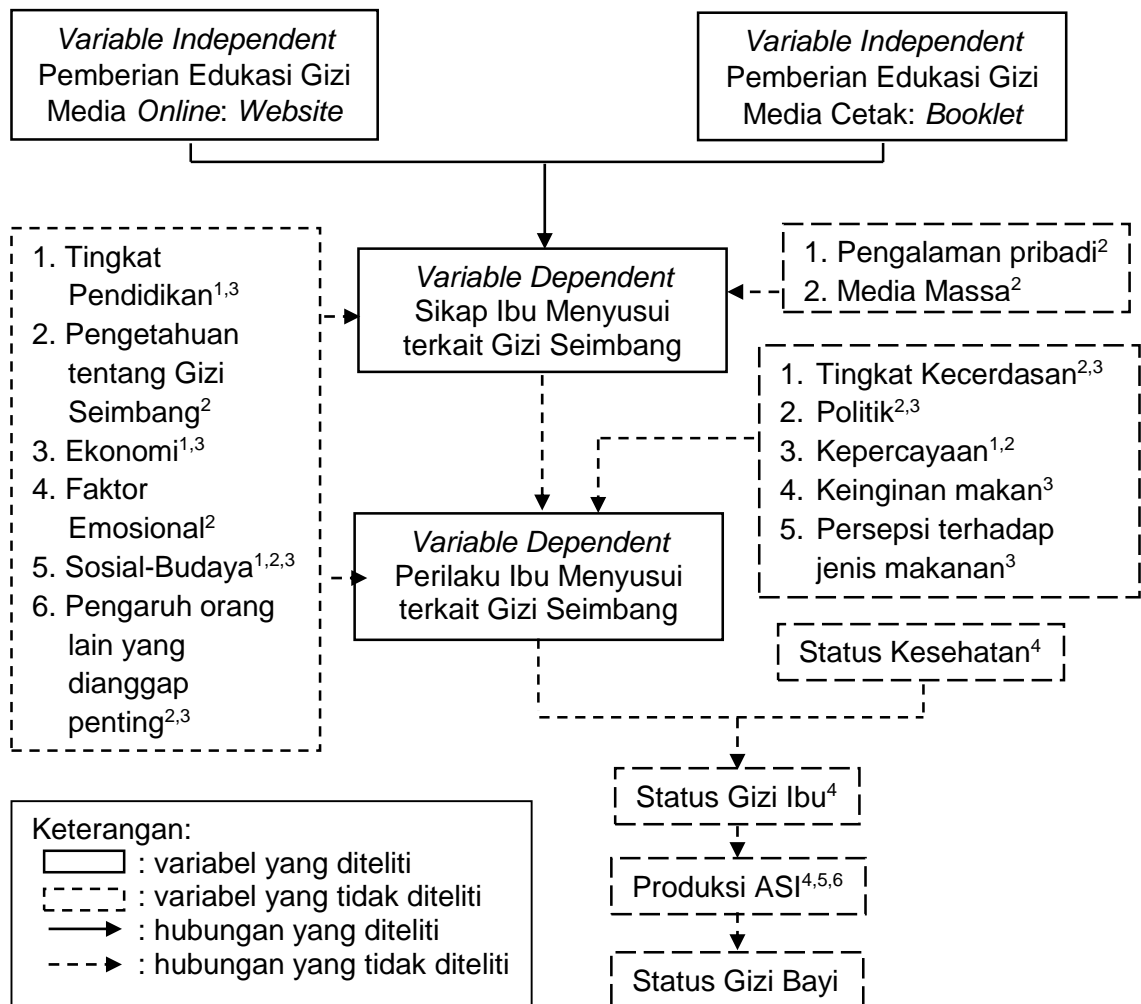 Variable Independent
Pemberian Edukasi Gizi
Media Online: Website
Variable Independent
Pemberian Edukasi Gizi
Media Cetak: Booklet
1. Tingkat
Pendidikan1,3
2. Pengetahuan
tentang Gizi
Seimbang2
3. Ekonomi1,3
4. Faktor
Emosional2
5. Sosial-Budaya1,2,3
6. Pengaruh orang
lain yang
dianggap
penting2,3
Variable Dependent
Sikap Ibu Menyusui
terkait Gizi Seimbang
1. Pengalaman pribadi2
2. Media Massa2
1. Tingkat Kecerdasan2,3
2. Politik2,3
3. Kepercayaan1,2
4. Keinginan makan3
5. Persepsi terhadap
jenis makanan3
Variable Dependent
Perilaku Ibu Menyusui
terkait Gizi Seimbang
Status Kesehatan4
Status Gizi Ibu4
Produksi ASI4,5,6
Status Gizi Bayi
Keterangan:
: variabel yang diteliti
: variabel yang tidak diteliti
: hubungan yang diteliti
: hubungan yang tidak diteliti